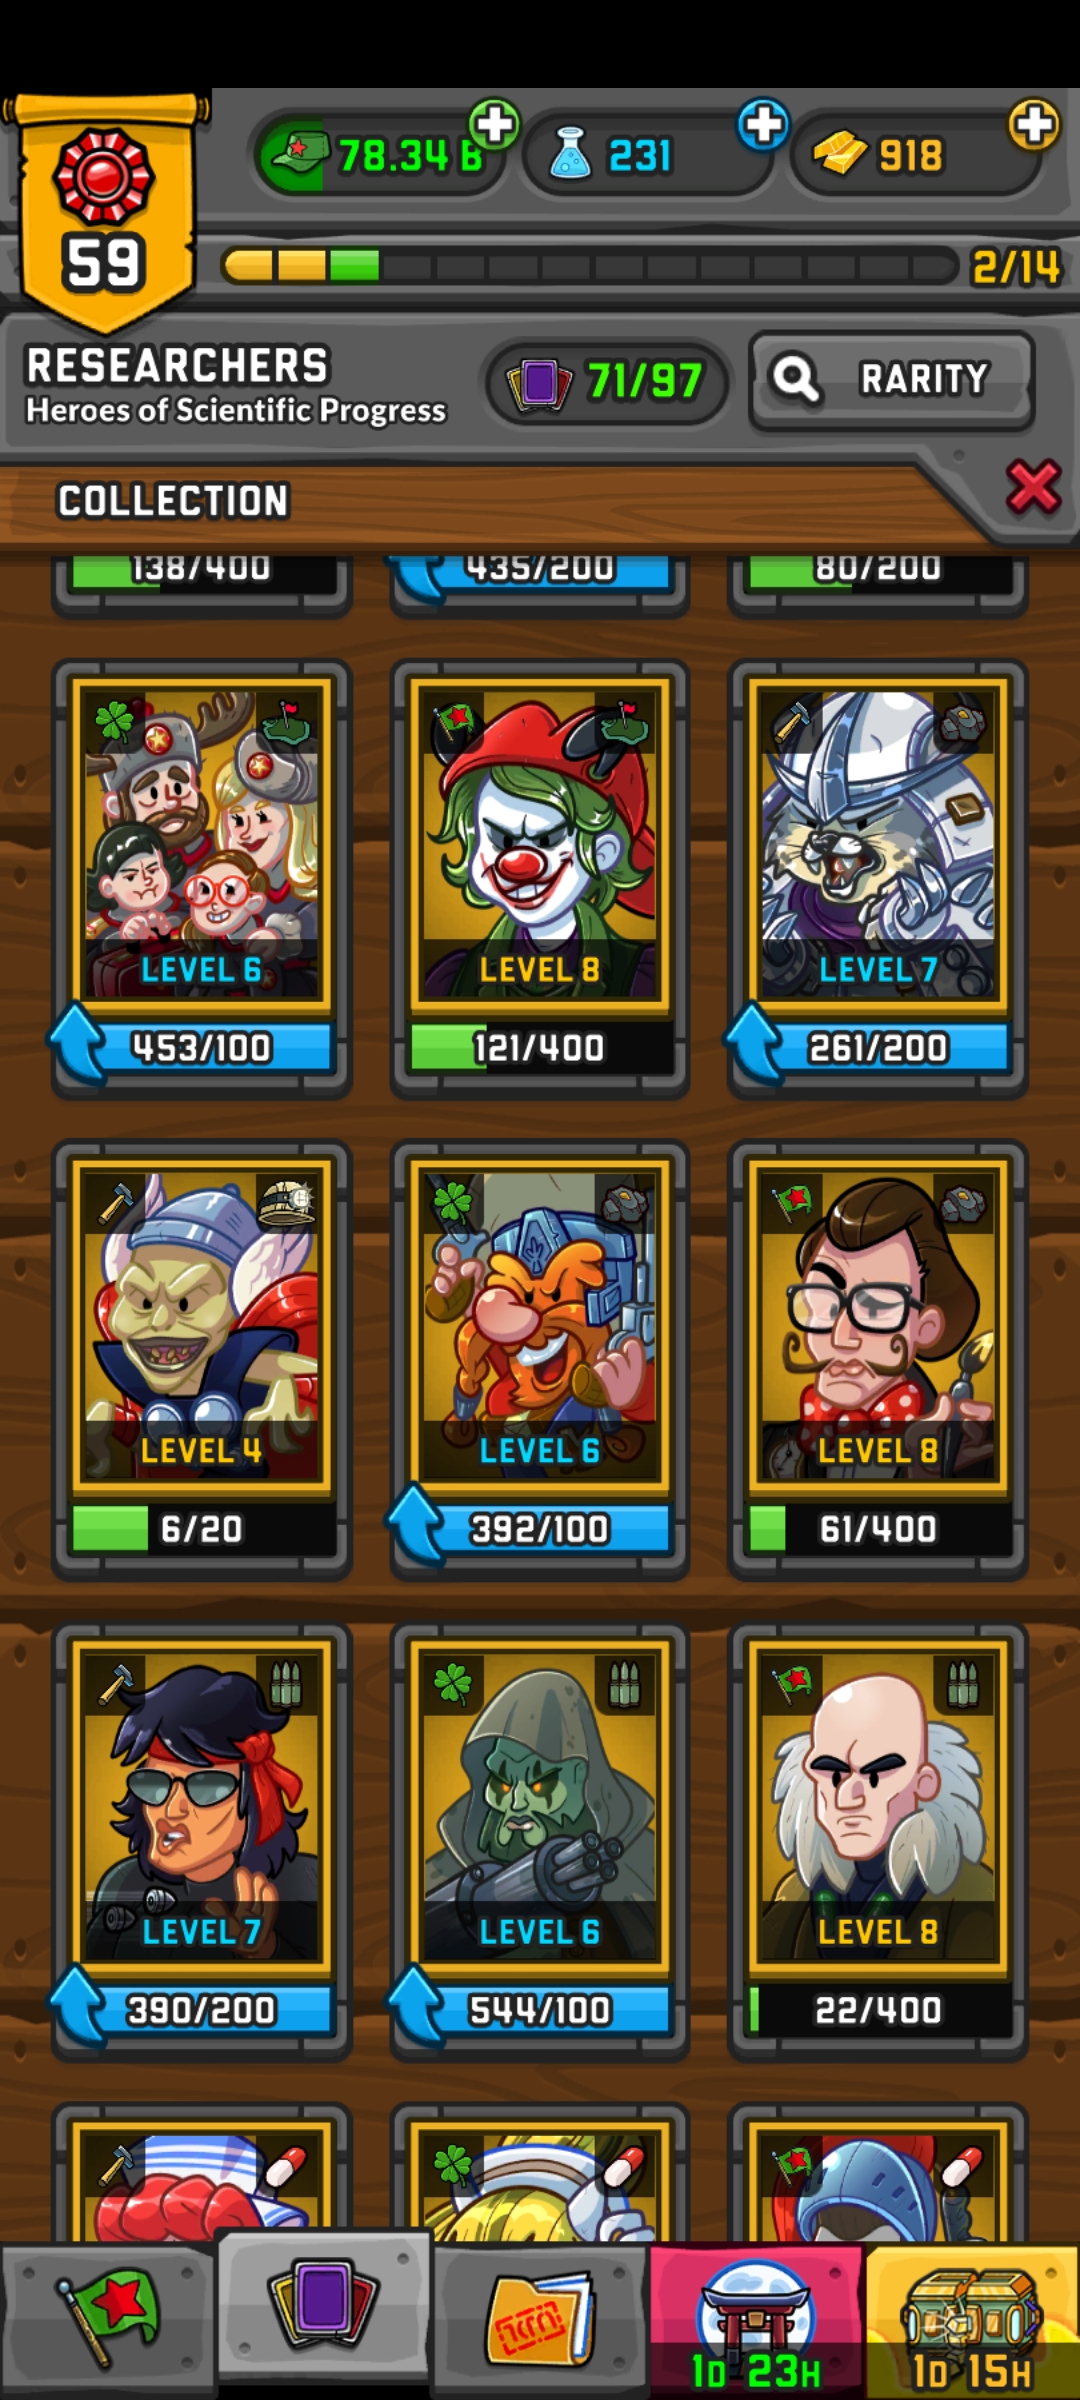 78.34 B
231
918
59
2/14
RESEARCHERS
Heroes of Scientific Progress
71/97
RARITY
COLLECTION
138/400
435/200
80/200
LEVEL 6
LEVEL 8
LEVEL 7
453/100
121/400
261/200
LEVEL 4
LEVEL 6
LEVEL 8
6/20
392/100
61/400
LEVEL 7
LEVEL 6
LEVEL 8
390/200
544/100
22/400
1D 23H
1D 15H